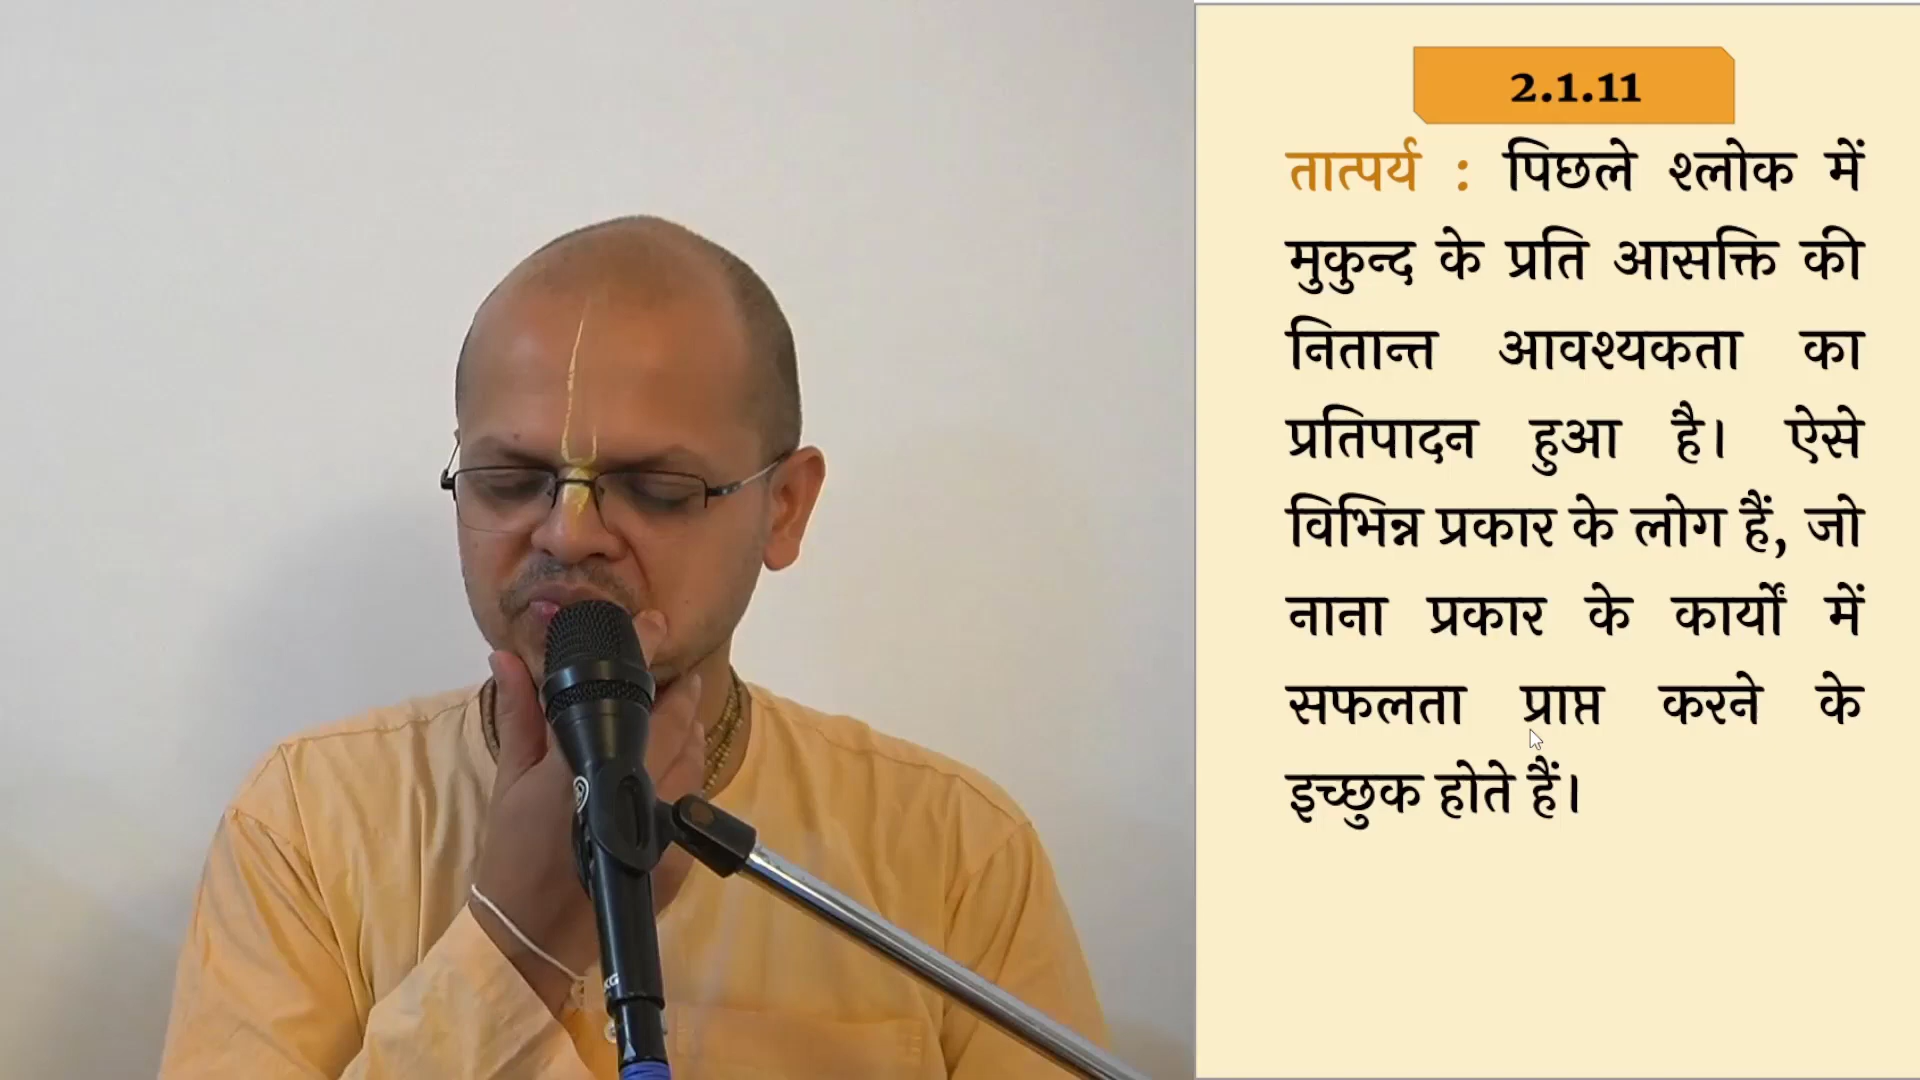 2.1.11
तात्पर्य : पिछले श्लोक में
मुकुन्द के प्रति आसक्ति की
नितान्त आवश्यकता का
प्रतिपादन हुआ है। ऐसे
विभिन्न प्रकार के लोग हैं, जो
नाना प्रकार के कार्यों में
सफलता प्राप्त करने के
इच्छुक होते हैं।